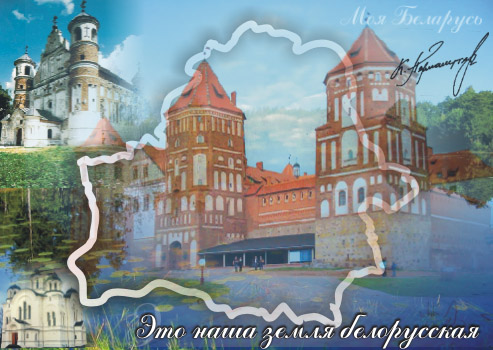 Моя Беларусь
Это наша земля белорусская